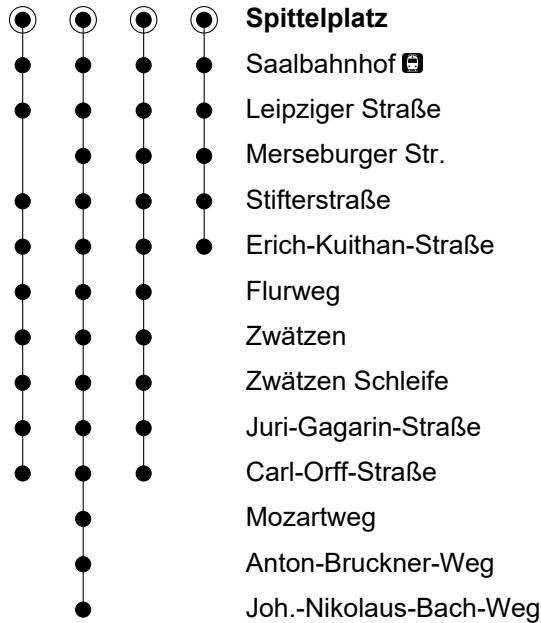 Spittelplatz
Saalbahnhof
Leipziger Straße
Merseburger Str.
Stifterstraße
Erich-Kuithan-Straße
Flurweg
Zwätzen
Zwätzen Schleife
Juri-Gagarin-Straße
Carl-Orff-Straße
Mozartweg
Anton-Bruckner-Weg
Joh.-Nikolaus-Bach-Weg